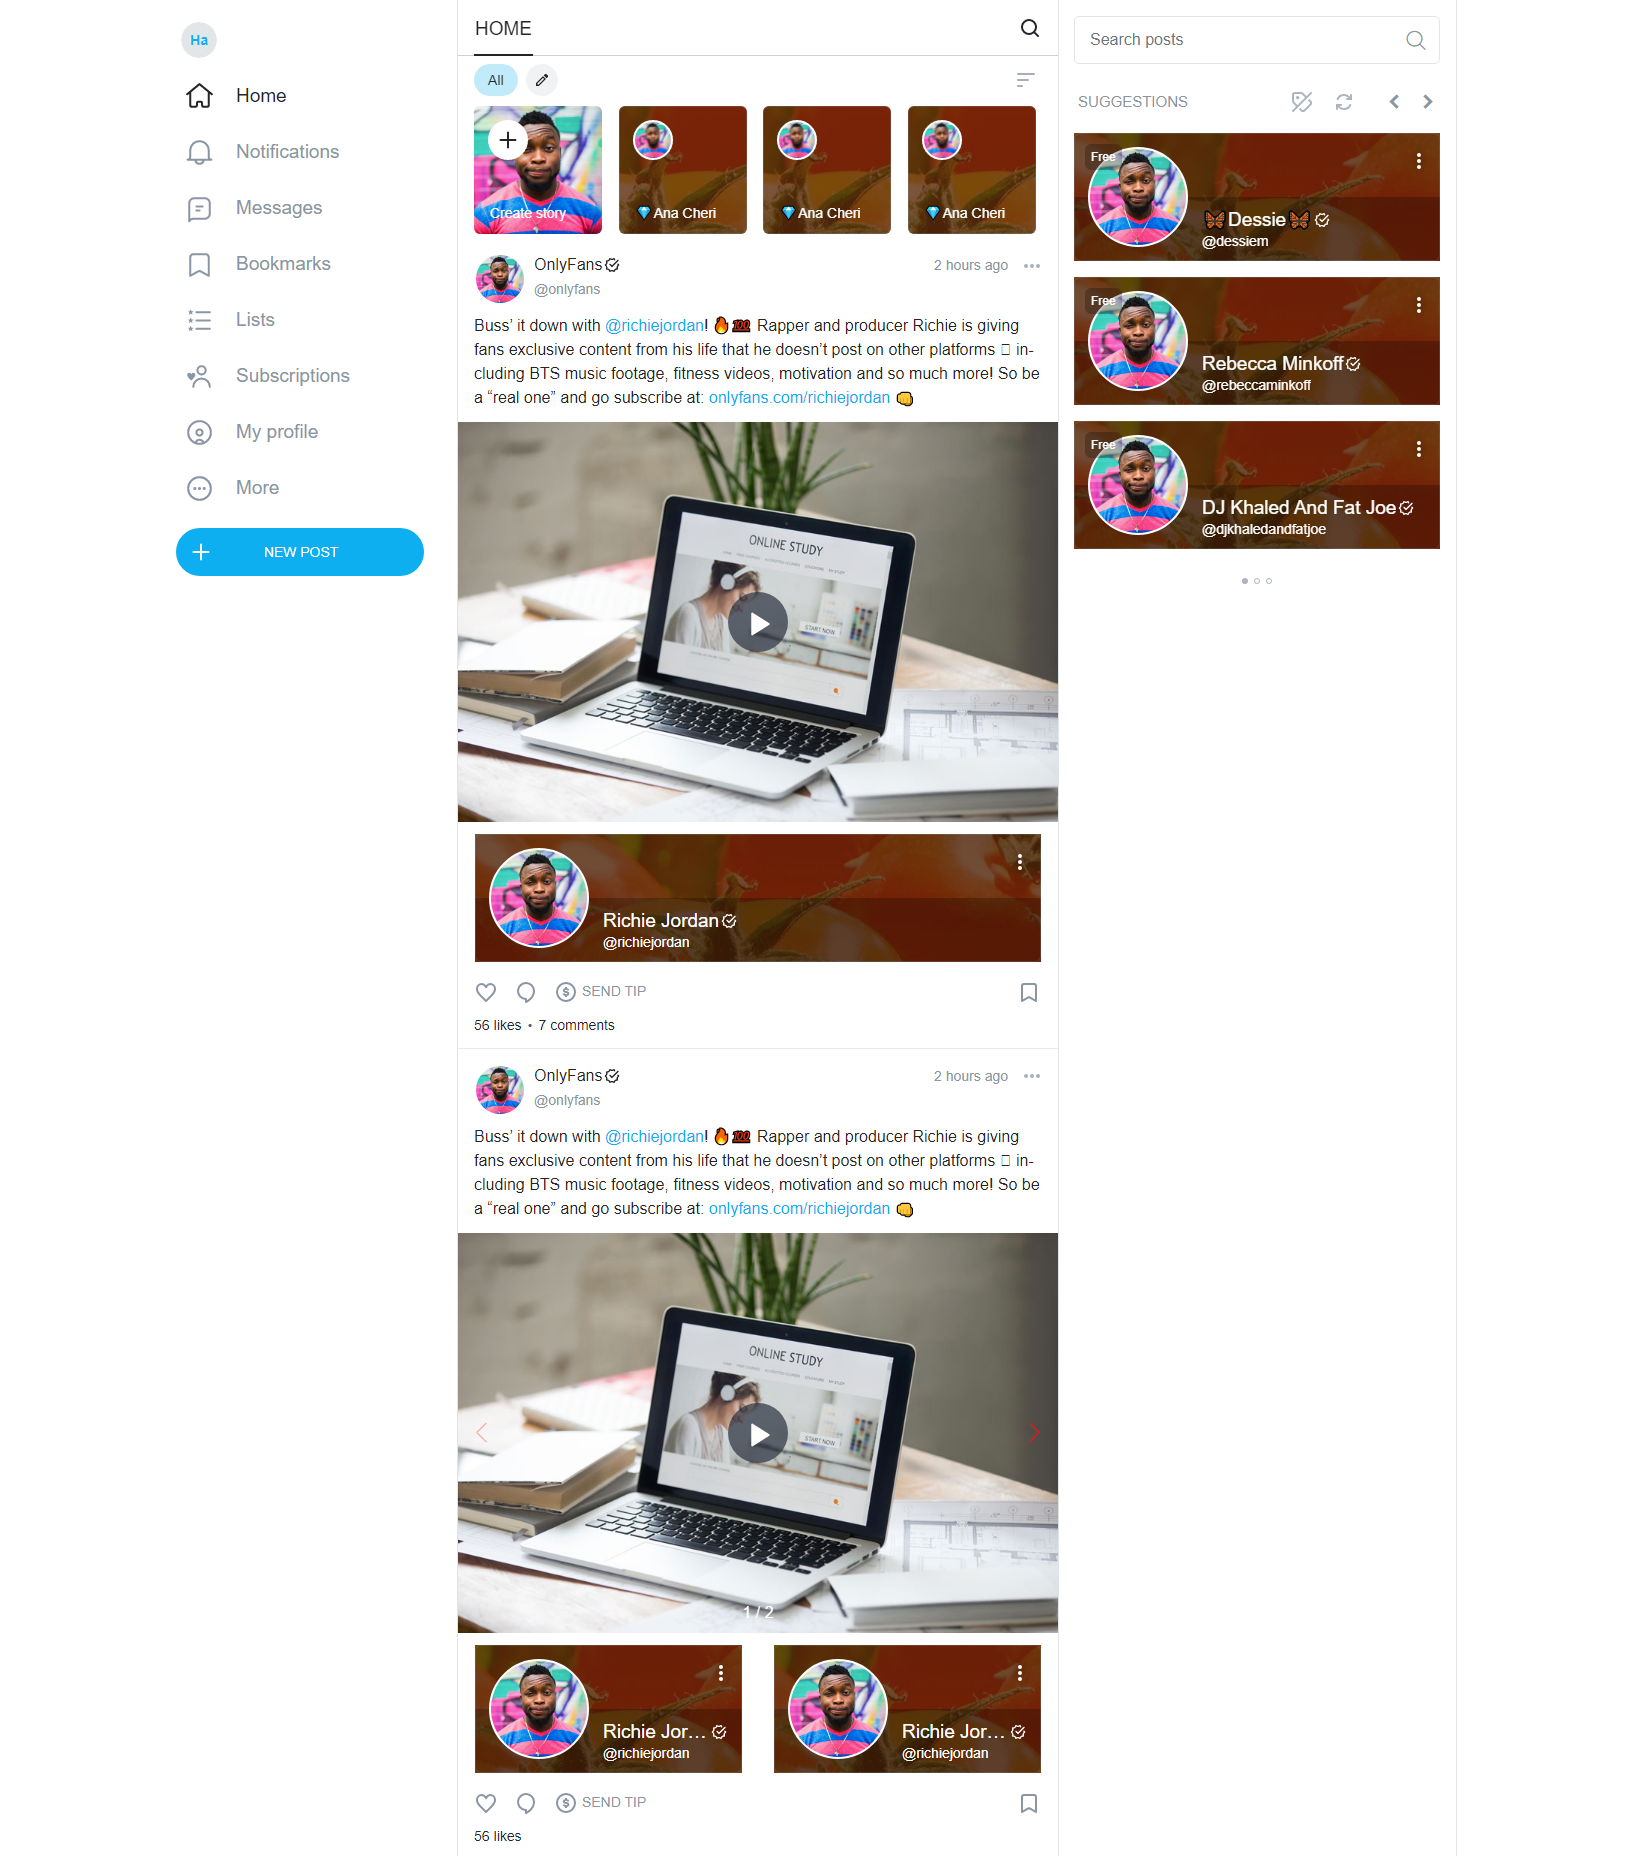 Ha
Home
Notifications
Messages
Bookmarks
Lists
Subscriptions
My profile
More
NEW POST
HOME
All
Create story
💎 Ana Cheri
💎 Ana Cheri
💎 Ana Cheri
OnlyFans
2 hours ago
@onlyfans
Buss’ it down with @richiejordan! 🔥💯 Rapper and producer Richie is giving
fans exclusive content from his life that he doesn’t post on other platforms in-
cluding BTS music footage, fitness videos, motivation and so much more! So be
a “real one” and go subscribe at: onlyfans.com/richiejordan 👊
ONLINE STUDY
START NOW
Richie Jordan
@richiejordan
SEND TIP
56 likes • 7 comments
OnlyFans
2 hours ago
@onlyfans
Buss’ it down with @richiejordan! 🔥💯 Rapper and producer Richie is giving
fans exclusive content from his life that he doesn’t post on other platforms in-
cluding BTS music footage, fitness videos, motivation and so much more! So be
a “real one” and go subscribe at: onlyfans.com/richiejordan 👊
ONLINE STUDY
START NOW
1 / 2
Richie Jor...
@richiejordan
Richie Jor...
@richiejordan
SEND TIP
56 likes
Search posts
SUGGESTIONS
Free
🦋Dessie🦋
@dessiem
Free
Rebecca Minkoff
@rebeccaminkoff
Free
DJ Khaled And Fat Joe
@djkhaledandfatjoe